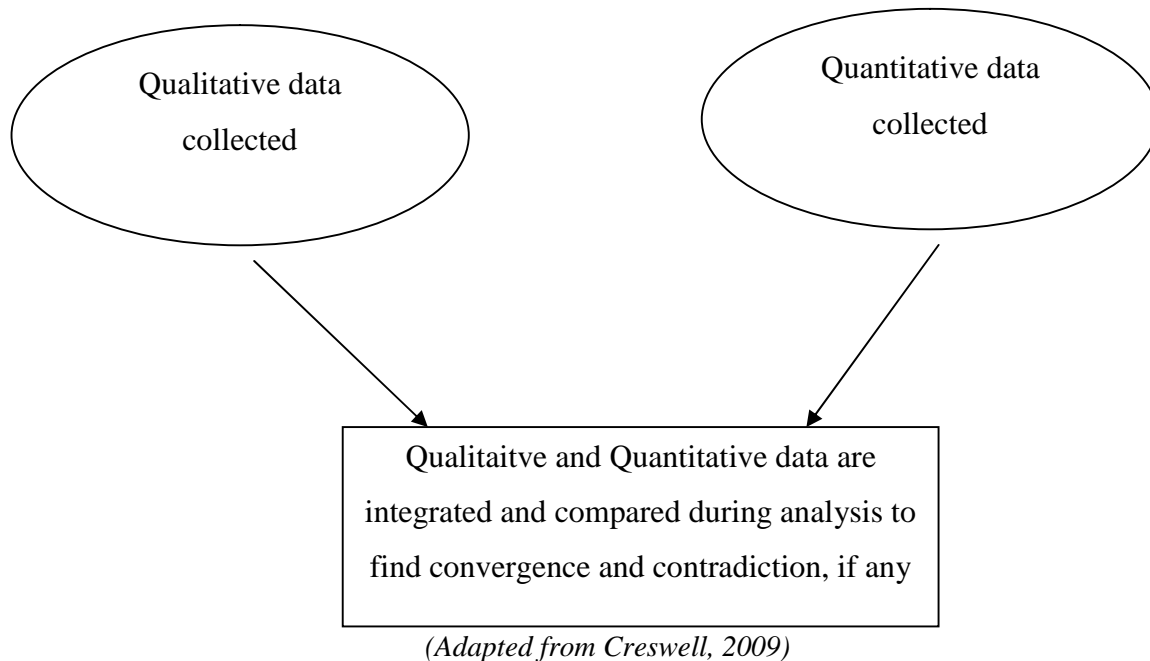 Qualitative data
collected
Quantitative data
collected
Qualitaitve and Quantitative data are
integrated and compared during analysis to
find convergence and contradiction, if any
(Adapted from Creswell, 2009)